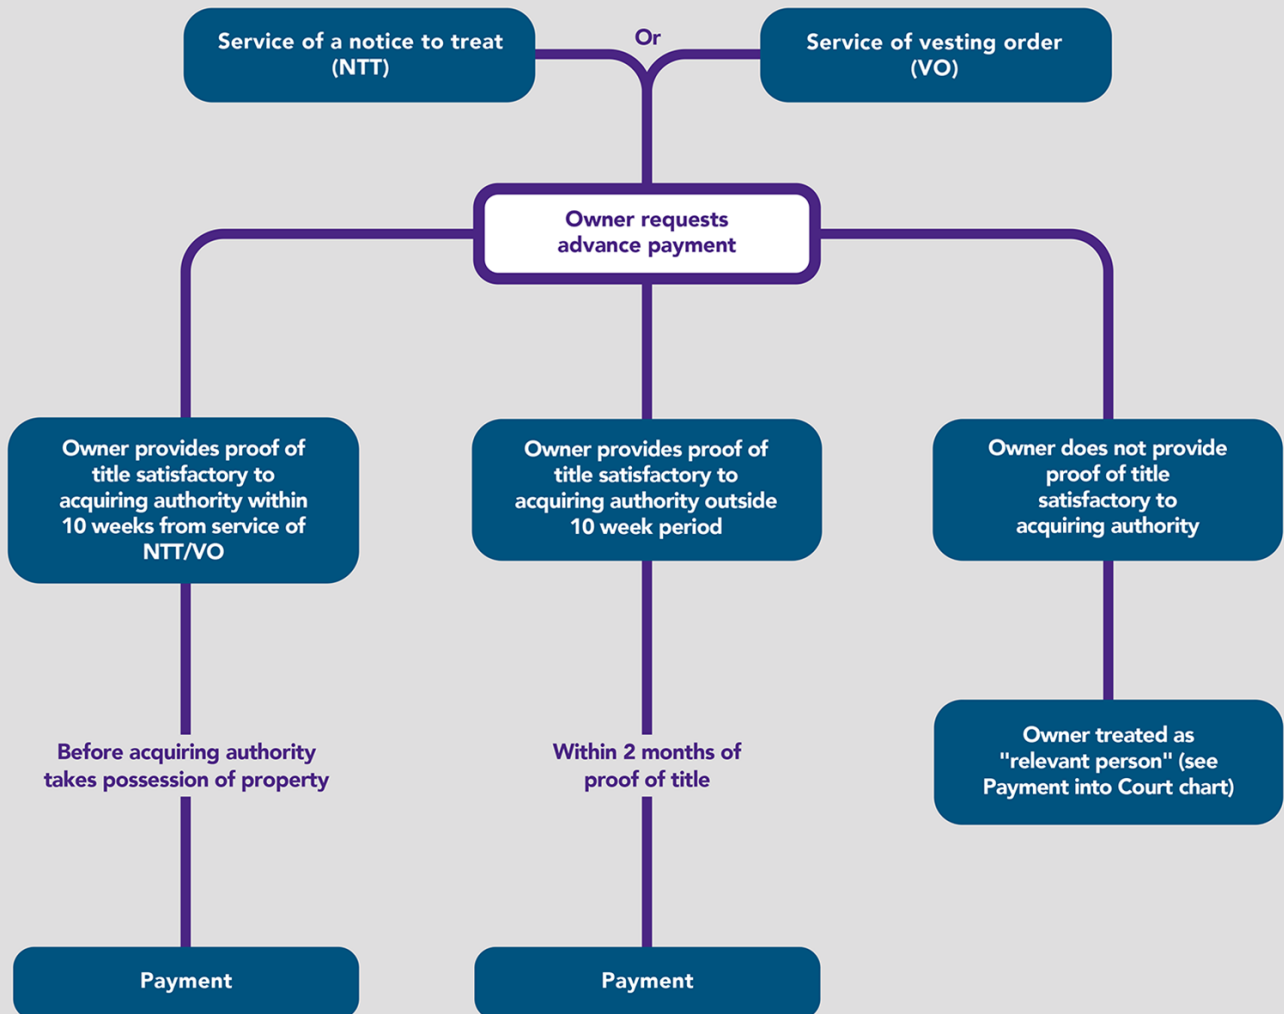 Service of a notice to treat
(NTT)
Or
Service of vesting order
(VO)
Owner requests
advance payment
Owner provides proof of
title satisfactory to
acquiring authority within
10 weeks from service of
NTT/VO
Owner provides proof of
title satisfactory to
acquiring authority outside
10 week period
Owner does not provide
proof of title
satisfactory to
acquiring authority
Before acquiring authority
takes possession of property
Within 2 months of
proof of title
Owner treated as
"relevant person" (see
Payment into Court chart)
Payment
Payment